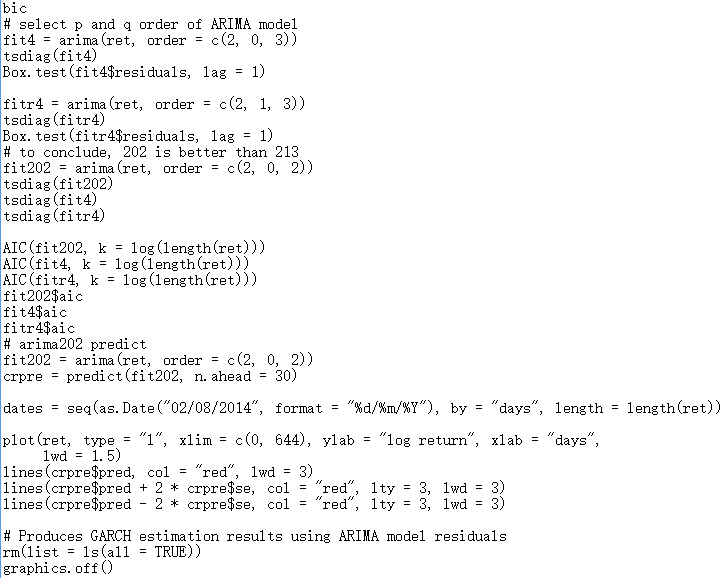 bic
# select p and q order of ARIMA model
fit4 = arima(ret, order = c(2, 0, 3))
tsdiag(fit4)
Box.test(fit4$residuals, lag = 1)
fitr4 = arima(ret, order = c(2, 1, 3))
tsdiag(fitr4)
Box.test(fitr4$residuals, lag = 1)
# to conclude, 202 is better than 213
fit202 = arima(ret, order = c(2, 0, 2))
tsdiag(fit202)
tsdiag(fit4)
tsdiag(fitr4)
AIC(fit202, k = log(length(ret)))
AIC(fit4, k = log(length(ret)))
AIC(fitr4, k = log(length(ret)))
fit202$aic
fit4$aic
fitr4$aic
# arima202 predict
fit202 = arima(ret, order = c(2, 0, 2))
crpre = predict(fit202, n.ahead = 30)
dates = seq(as.Date("02/08/2014", format = "%d/%m/%Y"), by = "days", length = length(ret))
plot(ret, type = "l", xlim = c(0, 644), ylab = "log return", xlab = "days",
lwd = 1.5)
lines(crpre$pred, col = "red", lwd = 3)
lines(crpre$pred + 2 * crpre$se, col = "red", lty = 3, lwd = 3)
lines(crpre$pred - 2 * crpre$se, col = "red", lty = 3, lwd = 3)
# Produces GARCH estimation results using ARIMA model residuals
rm(list = ls(all = TRUE))
graphics.off()